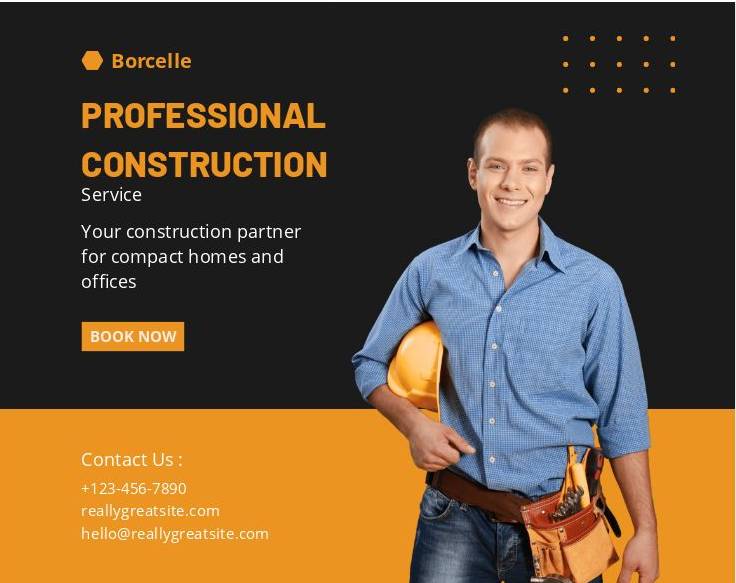 Borcelle
PROFESSIONAL
CONSTRUCTION
Service
Your construction partner
for compact homes and
offices
BOOK NOW
Contact Us :
+123-456-7890
reallygreatsite.com
hello@reallygreatsite.com